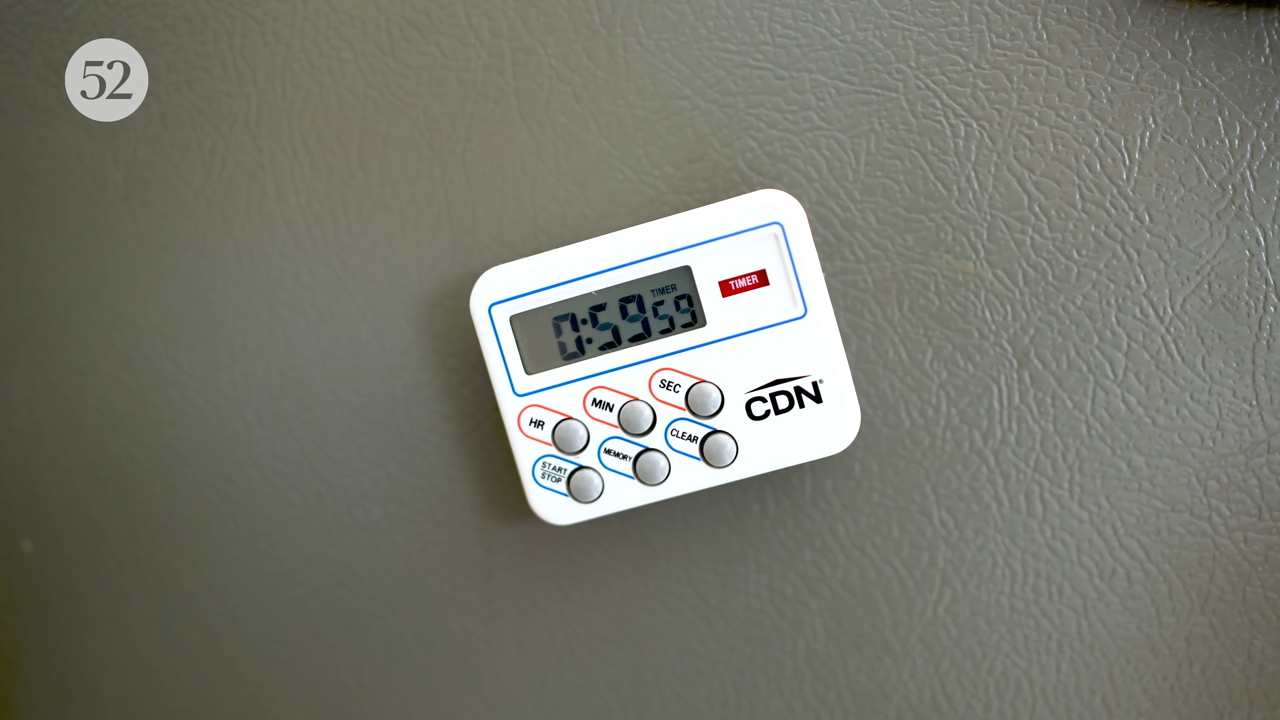 52
TIMER
0:59 59
TIMER
HR
MIN
SEC
CDN®
START
STOP
MEMORY
CLEAR